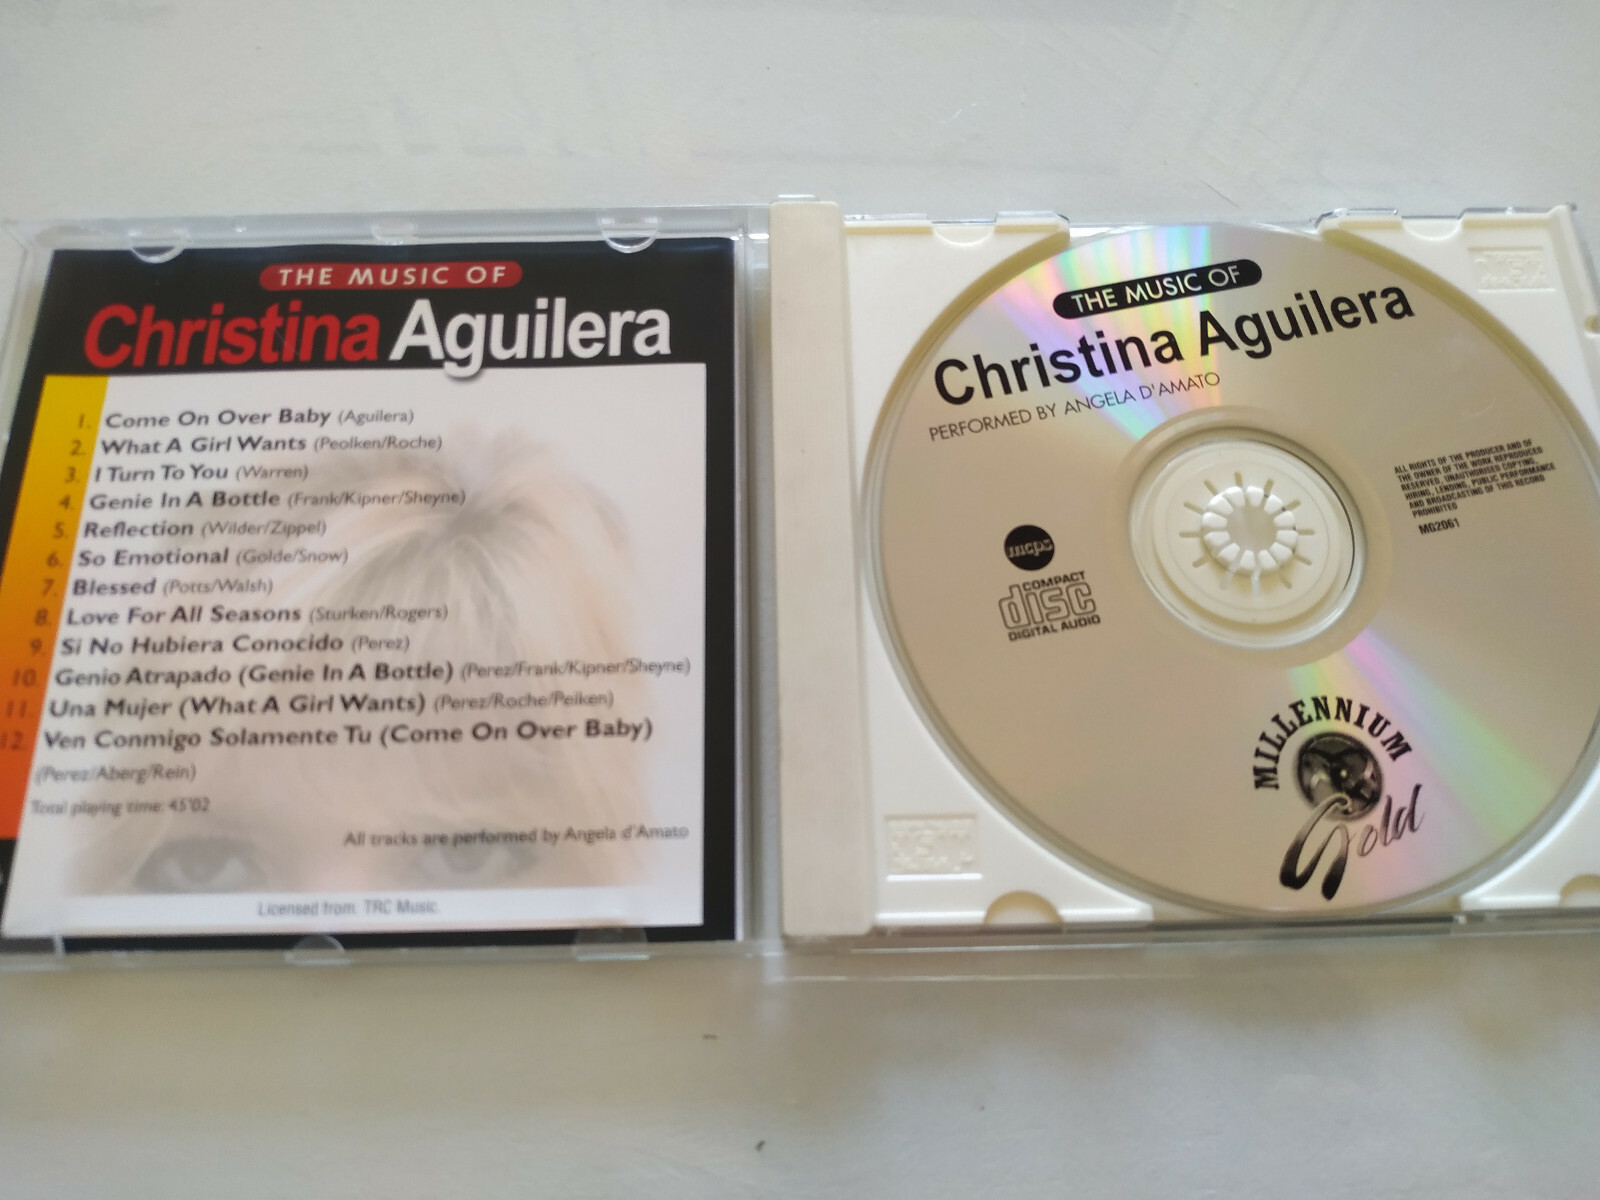 THE MUSIC OF
Christina Aguilera
1. Come On Over Baby (Aguilera)
2. What A Girl Wants (Peolken/Roche)
3. I Turn To You (Warren)
4. Genie In A Bottle (Frank/Kipner/Sheyne)
5. Reflection (Wilder/Zippel)
6. So Emotional (Golde/Snow)
7. Blessed (Potts/Walsh)
8. Love For All Seasons (Sturken/Rogers)
9. Si No Hubiera Conocido (Perez)
10. Genio Atrapado (Genie In A Bottle) (Perez/Frank/Kipner/Sheyne)
11. Una Mujer (What A Girl Wants) (Perez/Roche/Peiken)
12. Ven Conmigo Solamente Tu (Come On Over Baby)
(Perez/Aberg/Rein)
Total playing time: 45'02
All tracks are performed by Angela d'Amato
Licensed from: TRC Music.
THE MUSIC OF
Christina Aguilera
PERFORMED BY ANGELA D'AMATO
ALL RIGHTS OF THE PRODUCER AND OF
THE OWNER OF THE WORK REPRODUCED
RESERVED. UNAUTHORISED COPYING,
HIRING, LENDING, PUBLIC PERFORMANCE
AND BROADCASTING OF THIS RECORD
PROHIBITED
MG2061
mcps
COMPACT
disc
DIGITAL AUDIO
MILLENNIUM
Gold